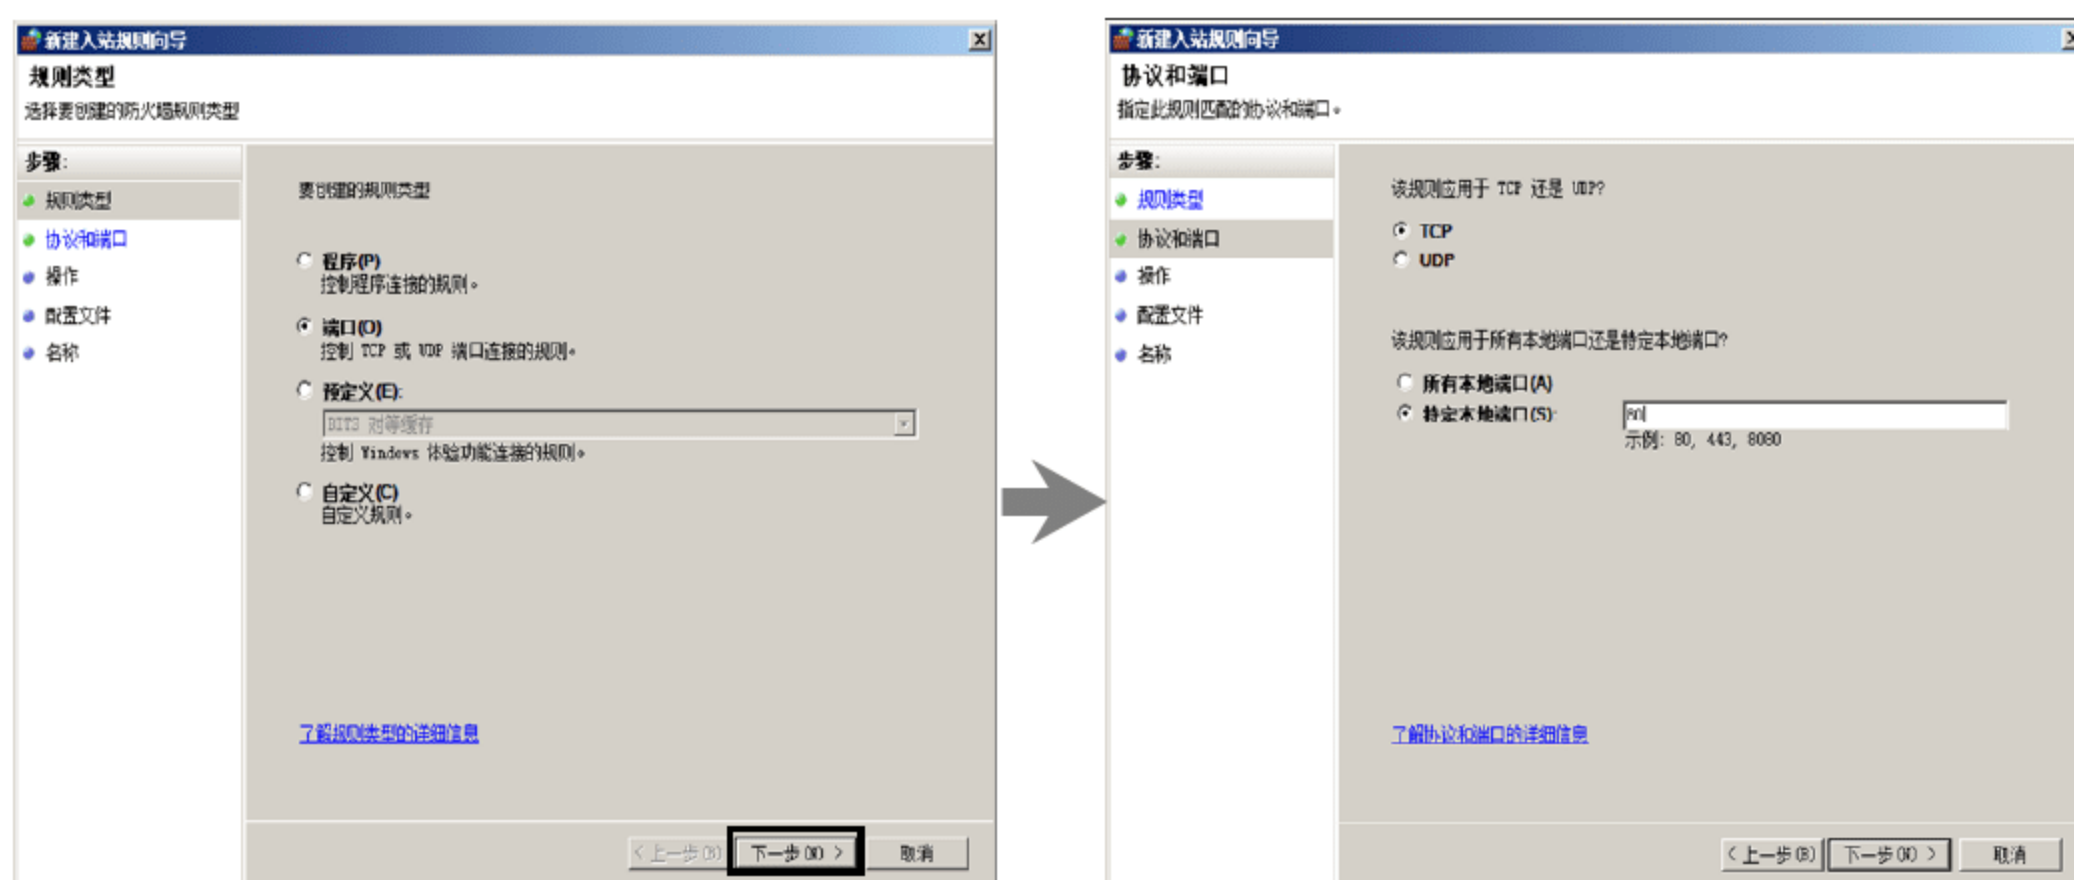 新建入站规则向导
规则类型
选择要创建的防火墙规则类型
步骤:
规则类型
协议和端口
操作
配置文件
名称
要创建的规则类型
程序(P)
控制程序连接的规则。
端口(O)
控制 TCP 或 UDP 端口连接的规则。
预定义(E):
BITS 对等缓存
控制 Windows 体验功能连接的规则。
自定义(C)
自定义规则。
了解规则类型的详细信息
< 上一步(B)
下一步(N) >
取消
新建入站规则向导
协议和端口
指定此规则匹配的协议和端口。
步骤:
规则类型
协议和端口
操作
配置文件
名称
该规则应用于 TCP 还是 UDP?
TCP
UDP
该规则应用于所有本地端口还是特定本地端口?
所有本地端口(A)
特定本地端口(S):
80
示例: 80, 443, 8080
了解协议和端口的详细信息
< 上一步(B)
下一步(N) >
取消